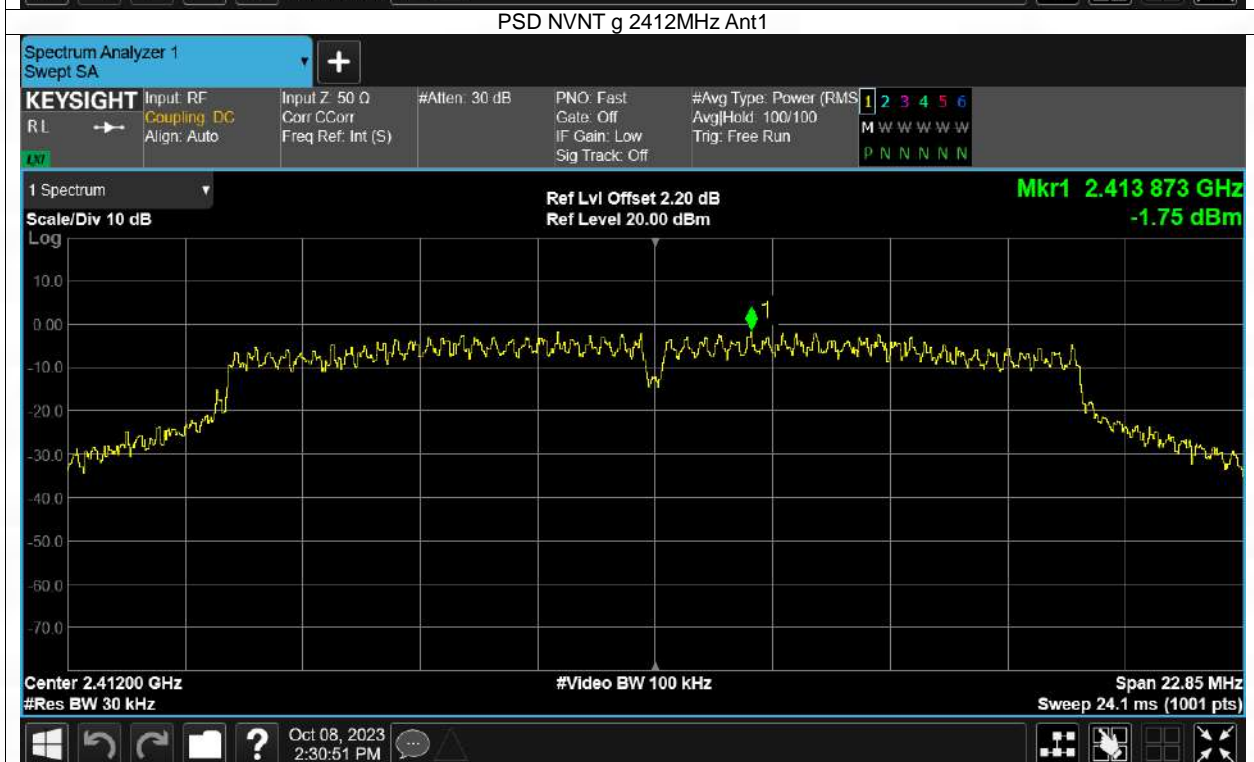 PSD NVNT g 2412MHz Ant1
Spectrum Analyzer 1
Swept SA
+
KEYSIGHT
RL
LXI
Input: RF
Coupling: DC
Align: Auto
Input Z: 50 Ω
Corr CCorr
Freq Ref: Int (S)
#Atten: 30 dB
PNO: Fast
Gate: Off
IF Gain: Low
Sig Track: Off
#Avg Type: Power (RMS
Avg|Hold: 100/100
Trig: Free Run
1 2 3 4 5 6
M W W W W W
P N N N N N
1 Spectrum
Scale/Div 10 dB
Log
Ref Lvl Offset 2.20 dB
Ref Level 20.00 dBm
Mkr1 2.413 873 GHz
-1.75 dBm
10.0
0.00
-10.0
-20.0
-30.0
-40.0
-50.0
-60.0
-70.0
1
Center 2.41200 GHz
#Res BW 30 kHz
#Video BW 100 kHz
Span 22.85 MHz
Sweep 24.1 ms (1001 pts)
?
Oct 08, 2023
2:30:51 PM